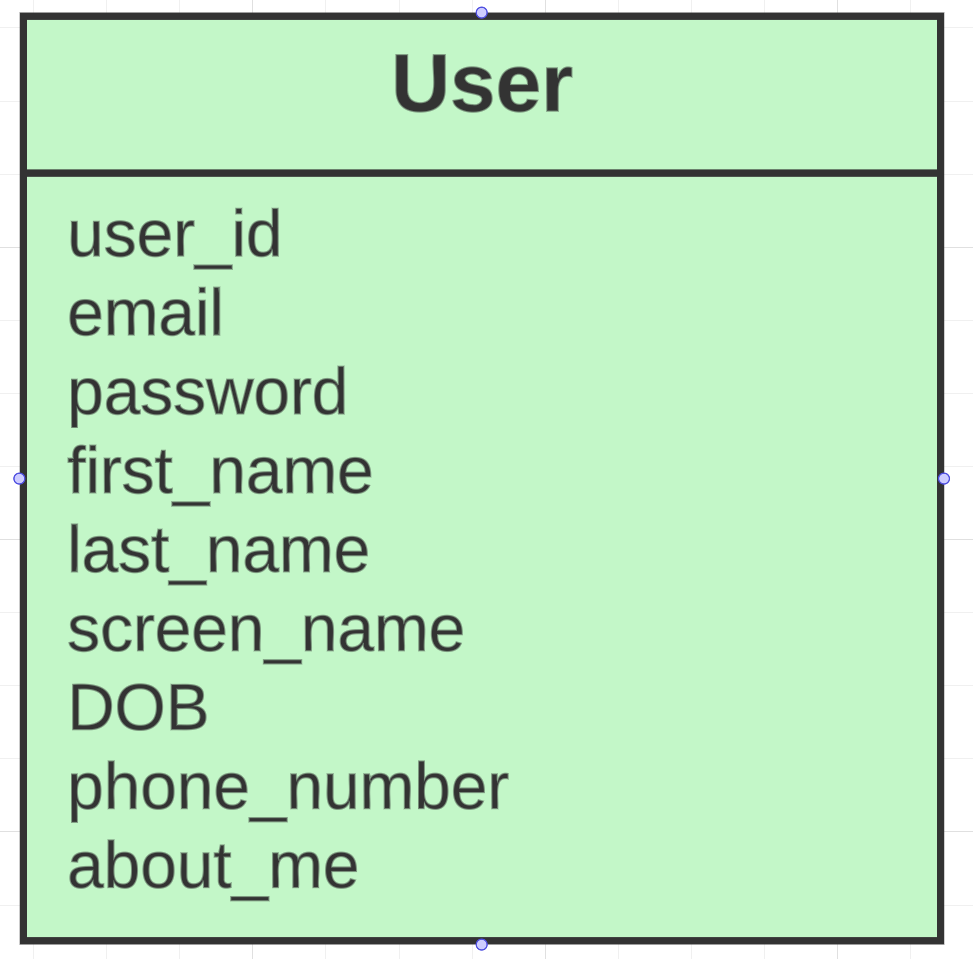 User
user_id
email
password
first_name
last_name
screen_name
DOB
phone_number
about_me